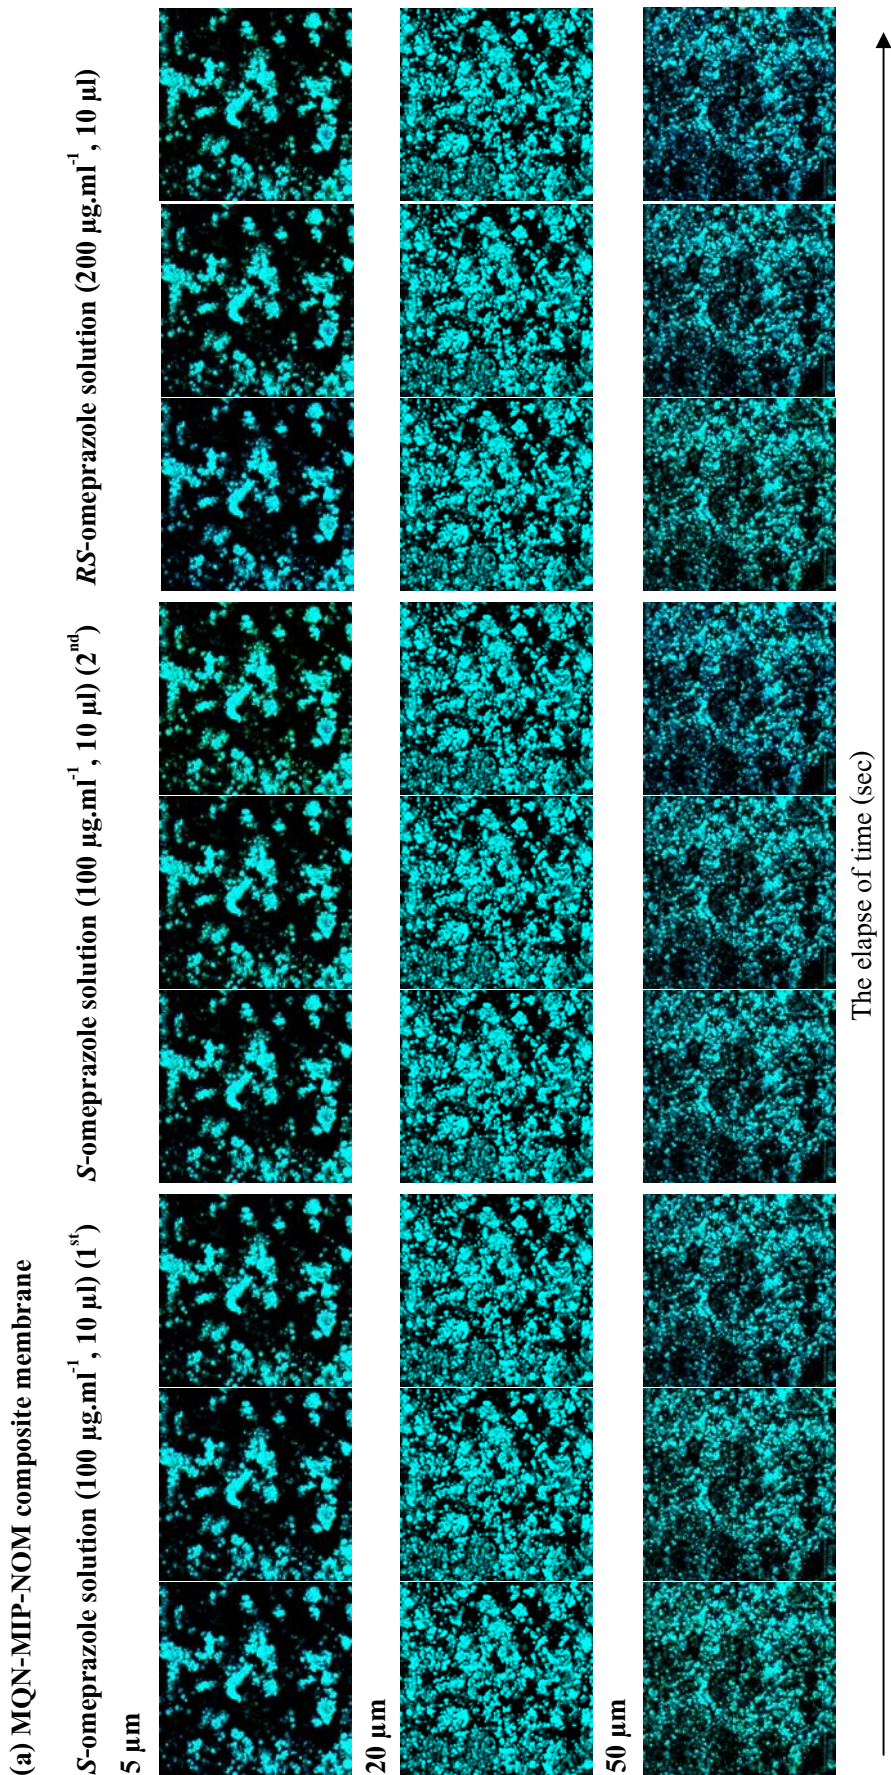 (a) MQN-MIP-NOM composite membrane
S-omeprazole solution (100 µg.ml⁻¹, 10 µl) (1ˢᵗ)
S-omeprazole solution (100 µg.ml⁻¹, 10 µl) (2ⁿᵈ)
RS-omeprazole solution (200 µg.ml⁻¹, 10 µl)
5 µm
20 µm
50 µm
The elapse of time (sec)